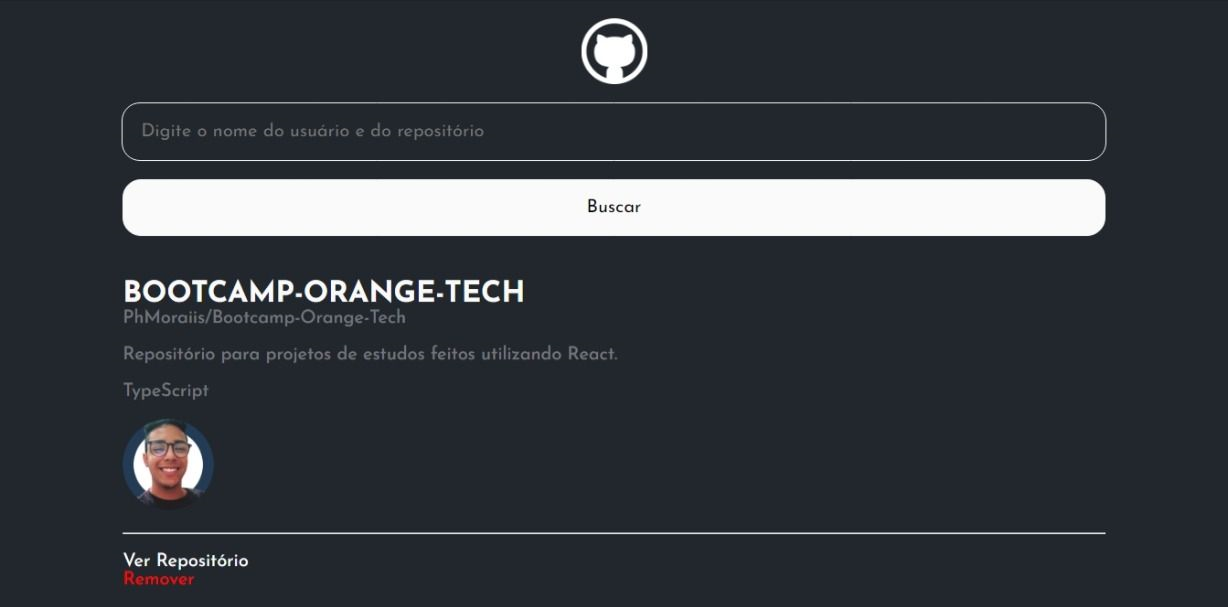 Digite o nome do usuário e do repositório
Buscar
BOOTCAMP-ORANGE-TECH
PhMoraiis/Bootcamp-Orange-Tech
Repositório para projetos de estudos feitos utilizando React.
TypeScript
Ver Repositório
Remover